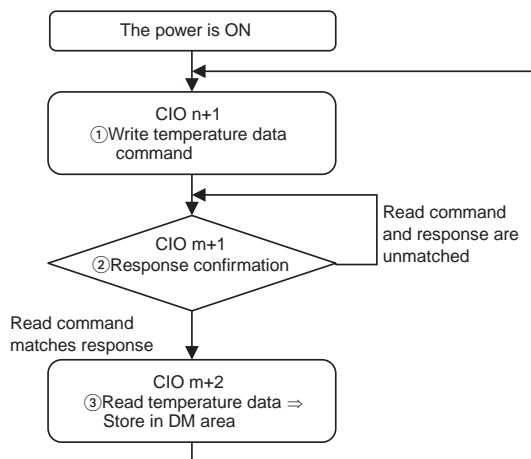 The power is ON
CIO n+1
①Write temperature data
command
CIO m+1
②Response confirmation
Read command
and response are
unmatched
Read command
matches response
CIO m+2
③Read temperature data ⇒
Store in DM area